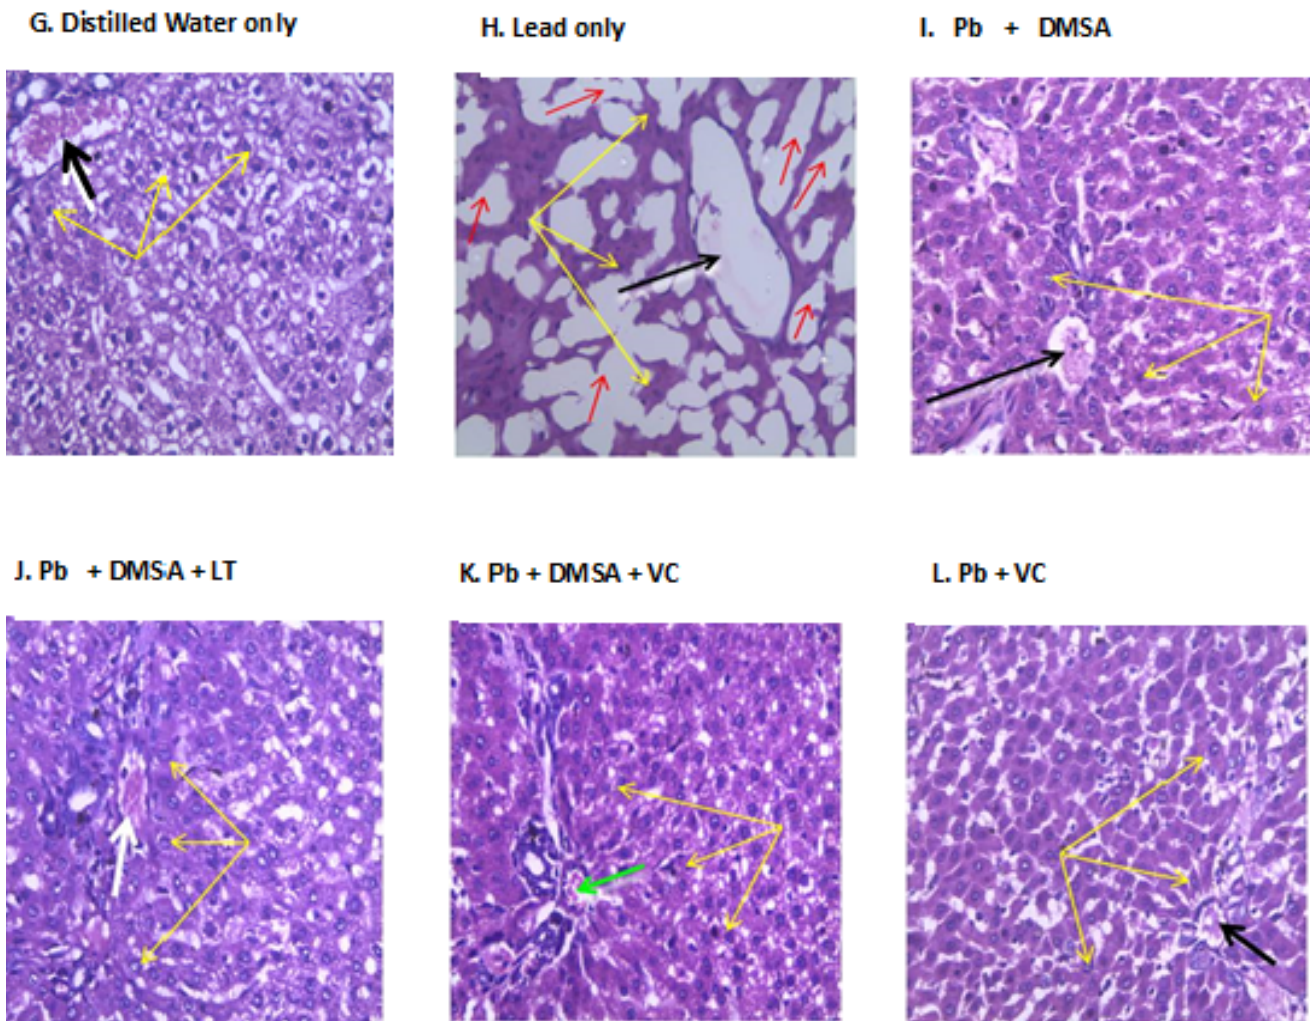 G. Distilled Water only
H. Lead only
I. Pb + DMSA
J. Pb + DMSA + LT
K. Pb + DMSA + VC
L. Pb + VC